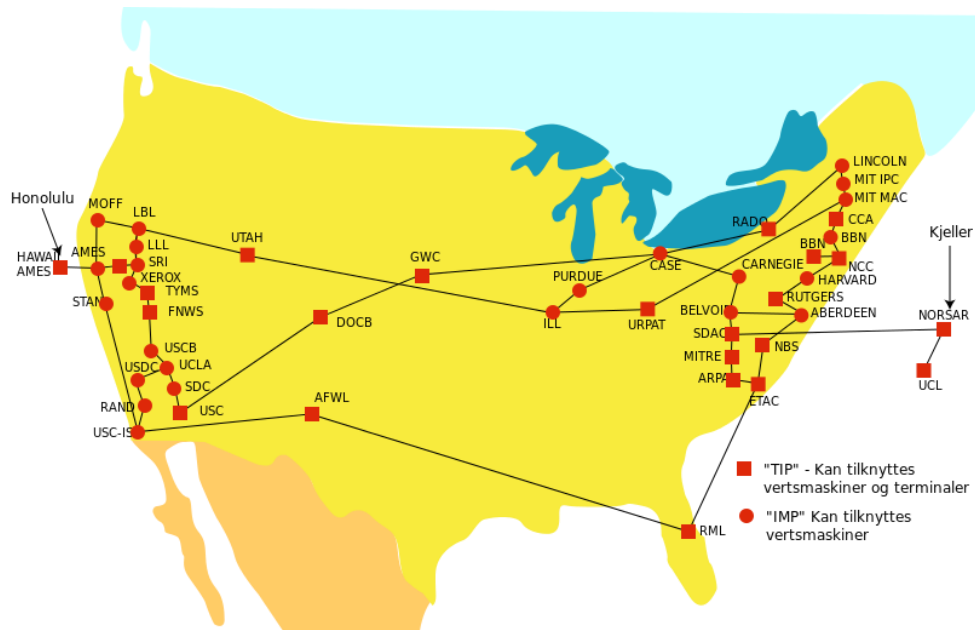 LINCOLN
MIT IPC
MIT MAC
Honolulu
MOFF
LBL
RADO
CCA
Kjeller
UTAH
LLL
BBN
BBN
HAWAII
AMES
AMES
SRI
GWC
CASE
CARNEGIE
NCC
XEROX
PURDUE
HARVARD
TYMS
STAN
RUTGERS
FNWS
DOCB
ILL
URPAT
BELVOI
ABERDEEN
NORSAR
SDAC
NBS
USCB
MITRE
USDC
UCLA
ARPA
UCL
SDC
ETAC
RAND
USC
AFWL
USC-IS
"TIP" - Kan tilknyttes
vertsmaskiner og terminaler
"IMP" Kan tilknyttes
vertsmaskiner
RML